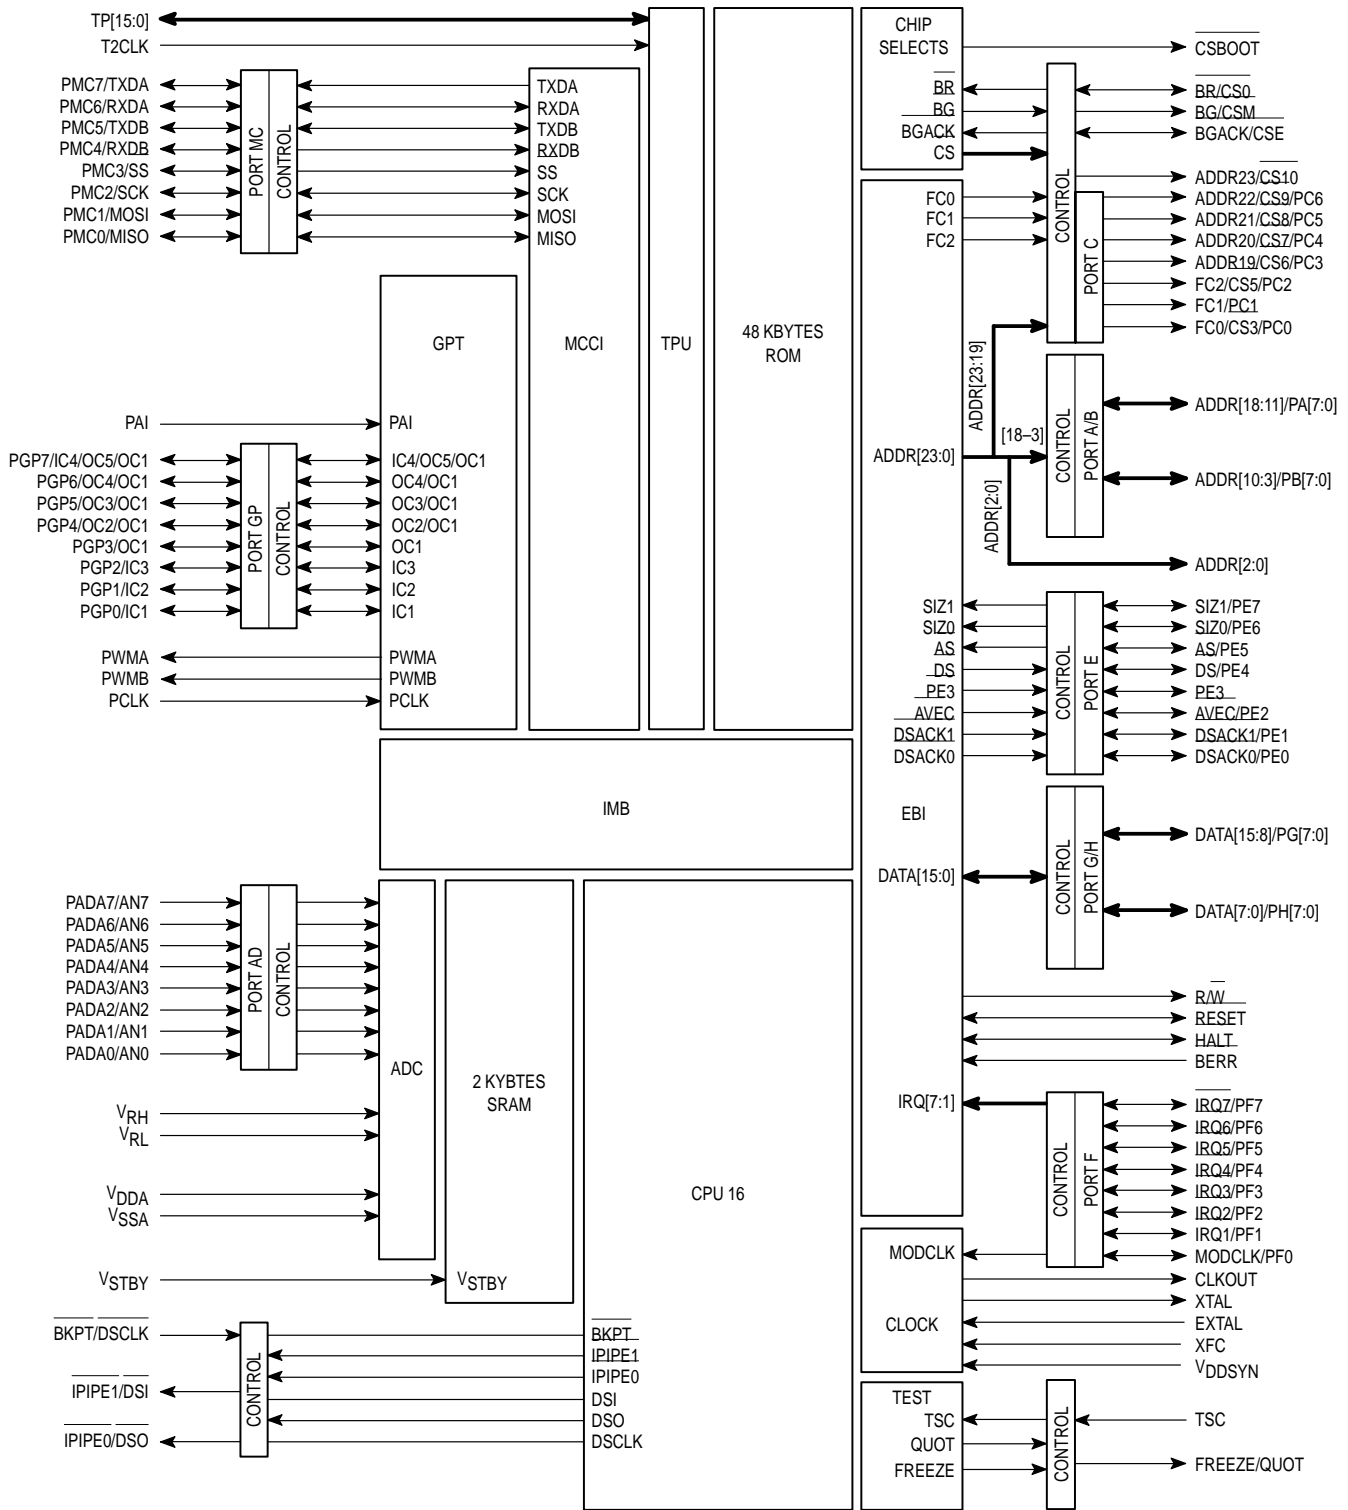 TP[15:0]
T2CLK
PMC7/TXDA
PMC6/RXDA
PMC5/TXDB
PMC4/RXDB
PMC3/SS
PMC2/SCK
PMC1/MOSI
PMC0/MISO
PORT MC
CONTROL
TXDA
RXDA
TXDB
RXDB
SS
SCK
MOSI
MISO
GPT
MCCI
TPU
48 KBYTES
ROM
PAI
PAI
PGP7/IC4/OC5/OC1
PGP6/OC4/OC1
PGP5/OC3/OC1
PGP4/OC2/OC1
PGP3/OC1
PGP2/IC3
PGP1/IC2
PGP0/IC1
PORT GP
CONTROL
IC4/OC5/OC1
OC4/OC1
OC3/OC1
OC2/OC1
OC1
IC3
IC2
IC1
PWMA
PWMB
PCLK
PWMA
PWMB
PCLK
IMB
PADA7/AN7
PADA6/AN6
PADA5/AN5
PADA4/AN4
PADA3/AN3
PADA2/AN2
PADA1/AN1
PADA0/AN0
PORT AD
CONTROL
ADC
VRH
VRL
VDDA
VSSA
VSTBY
2 KYBTES
SRAM
VSTBY
CPU 16
BKPT/DSCLK
IPIPE1/DSI
IPIPE0/DSO
CONTROL
BKPT
IPIPE1
IPIPE0
DSI
DSO
DSCLK
CHIP
SELECTS
BR
BG
BGACK
CS
FC0
FC1
FC2
CONTROL
PORT C
CSBOOT
BR/CS0
BG/CSM
BGACK/CSE
ADDR23/CS10
ADDR22/CS9/PC6
ADDR21/CS8/PC5
ADDR20/CS7/PC4
ADDR19/CS6/PC3
FC2/CS5/PC2
FC1/PC1
FC0/CS3/PC0
ADDR[23:0]
ADDR[23:19]
[18–3]
ADDR[2:0]
CONTROL
PORT A/B
ADDR[18:11]/PA[7:0]
ADDR[10:3]/PB[7:0]
ADDR[2:0]
SIZ1
SIZ0
AS
DS
PE3
AVEC
DSACK1
DSACK0
CONTROL
PORT E
SIZ1/PE7
SIZ0/PE6
AS/PE5
DS/PE4
PE3
AVEC/PE2
DSACK1/PE1
DSACK0/PE0
EBI
DATA[15:0]
CONTROL
PORT G/H
DATA[15:8]/PG[7:0]
DATA[7:0]/PH[7:0]
R/W
RESET
HALT
BERR
IRQ[7:1]
CONTROL
PORT F
IRQ7/PF7
IRQ6/PF6
IRQ5/PF5
IRQ4/PF4
IRQ3/PF3
IRQ2/PF2
IRQ1/PF1
MODCLK/PF0
MODCLK
CLOCK
CLKOUT
XTAL
EXTAL
XFC
VDDSYN
TEST
TSC
QUOT
FREEZE
CONTROL
TSC
FREEZE/QUOT